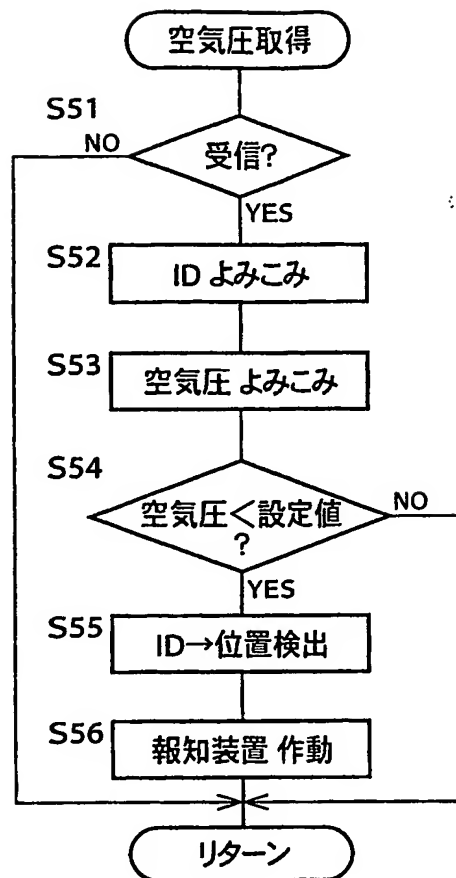 空気圧取得
S51
NO
受信?
YES
S52
ID よみこみ
S53
空気圧 よみこみ
S54
NO
空気圧<設定値
?
YES
S55
ID→位置検出
S56
報知装置 作動
リターン